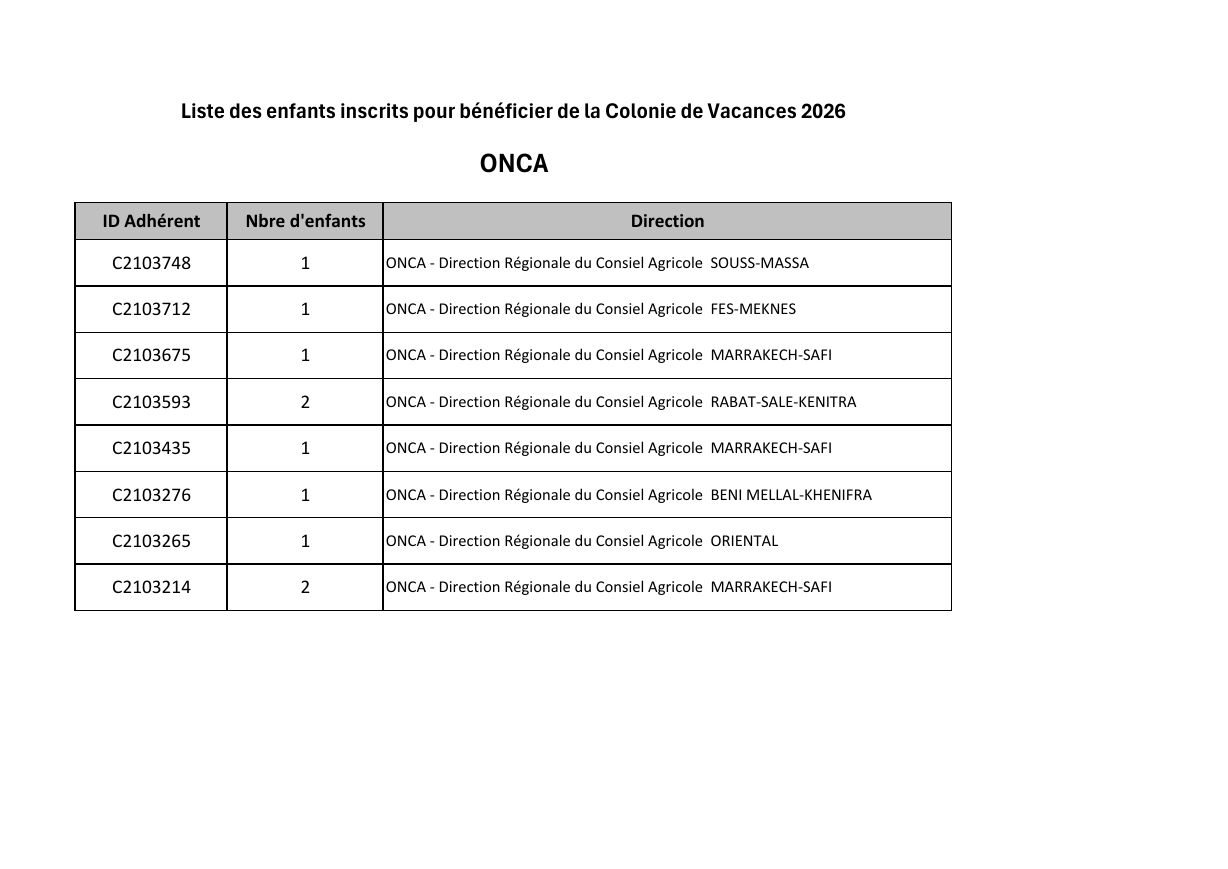 Liste des enfants inscrits pour bénéficier de la Colonie de Vacances 2026
ONCA
ID Adhérent Nbre d'enfants Direction
C2103748 1 ONCA - Direction Régionale du Consiel Agricole  SOUSS-MASSA
C2103712 1 ONCA - Direction Régionale du Consiel Agricole  FES-MEKNES
C2103675 1 ONCA - Direction Régionale du Consiel Agricole  MARRAKECH-SAFI
C2103593 2 ONCA - Direction Régionale du Consiel Agricole  RABAT-SALE-KENITRA
C2103435 1 ONCA - Direction Régionale du Consiel Agricole  MARRAKECH-SAFI
C2103276 1 ONCA - Direction Régionale du Consiel Agricole  BENI MELLAL-KHENIFRA
C2103265 1 ONCA - Direction Régionale du Consiel Agricole  ORIENTAL
C2103214 2 ONCA - Direction Régionale du Consiel Agricole  MARRAKECH-SAFI